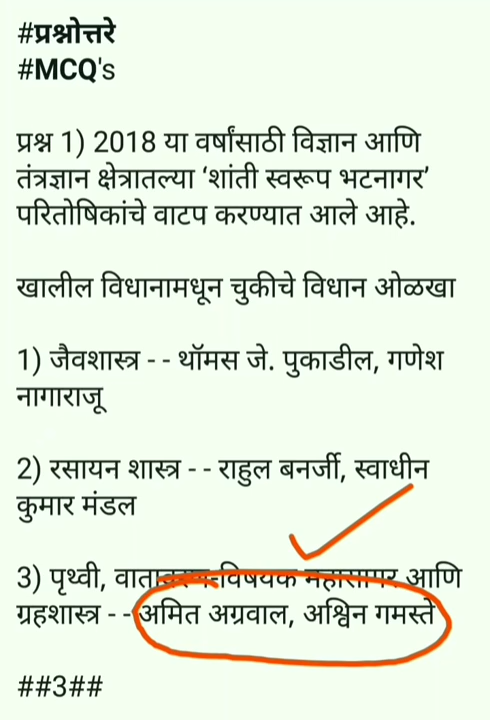 #प्रश्नोत्तरे
#MCQ's
प्रश्न 1) 2018 या वर्षासाठी विज्ञान आणि
तंत्रज्ञान क्षेत्रातल्या ‘शांती स्वरूप भटनागर’
परितोषिकांचे वाटप करण्यात आले आहे.
खालील विधानामधून चुकीचे विधान ओळखा
1) जैवशास्त्र - - थॉमस जे. पुकाडील, गणेश
नागाराजू
2) रसायन शास्त्र - - राहुल बनर्जी, स्वाधीन
कुमार मंडल
3) पृथ्वी, वातावरण-विषयक महासागर आणि
ग्रहशास्त्र - - अमित अग्रवाल, अश्विन गमस्ते
##3##